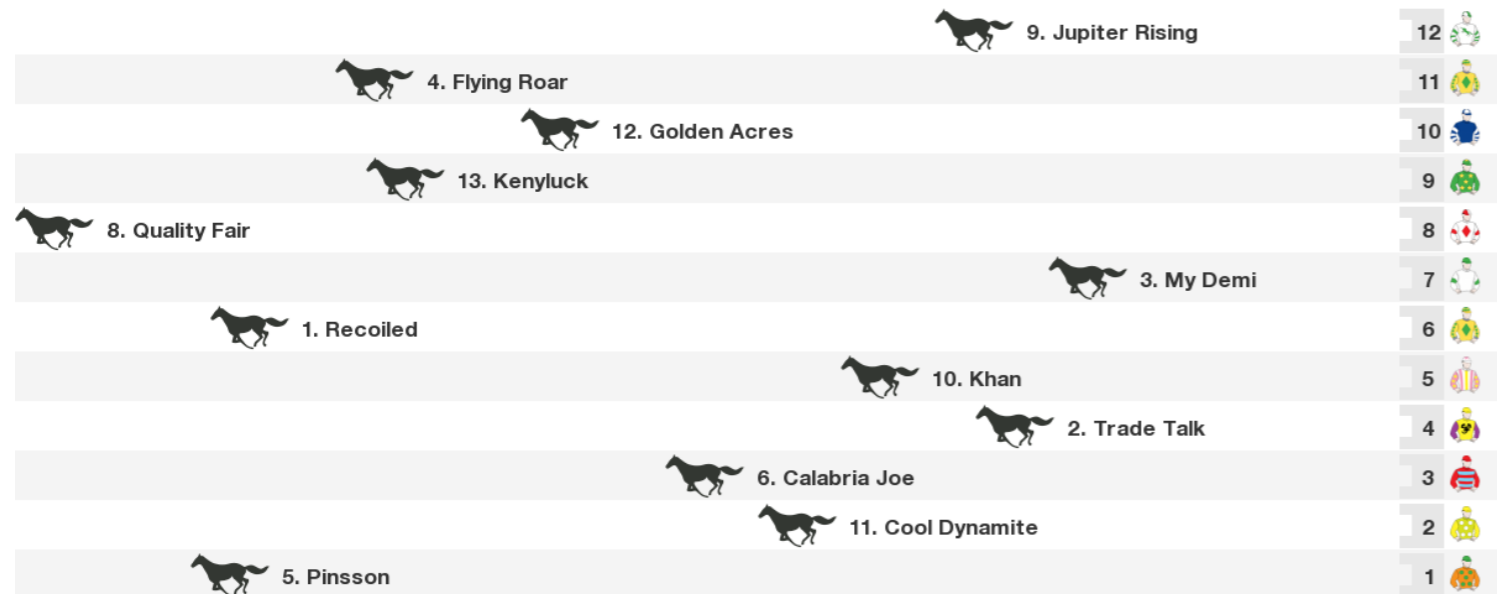 9. Jupiter Rising 12
4. Flying Roar 11
12. Golden Acres 10
13. Kenyluck 9
8. Quality Fair 8
3. My Demi 7
1. Recoiled 6
10. Khan 5
2. Trade Talk 4
6. Calabria Joe 3
11. Cool Dynamite 2
5. Pinsson 1